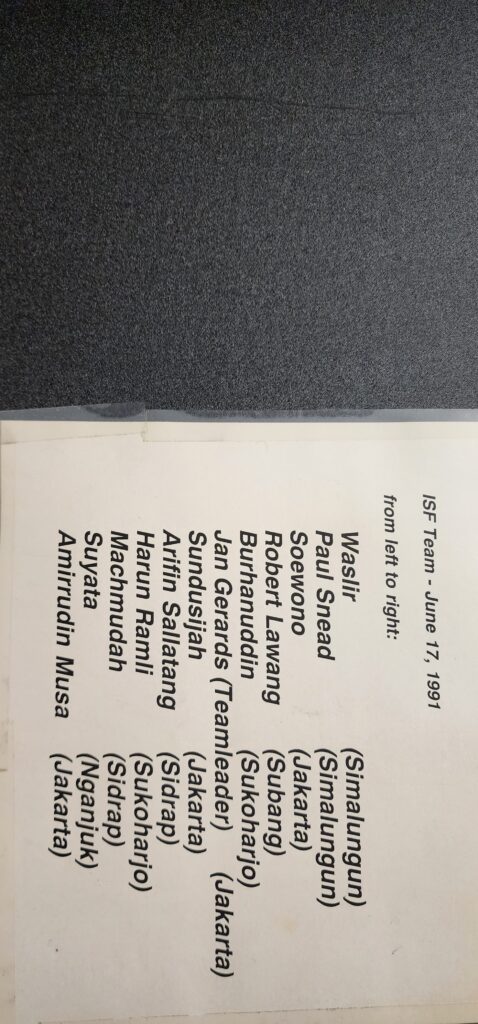 ISF Team - June 17, 1991
from left to right:
Waslir (Simalungun)
Paul Snead (Simalungun)
Soewono (Jakarta)
Robert Lawang (Subang)
Burhanuddin (Sukoharjo)
Jan Gerards (Teamleader) (Jakarta)
Sundusijah (Jakarta)
Arifin Sallatang (Sidrap)
Harun Ramli (Sukoharjo)
Machmudah (Sidrap)
Suyata (Nganjuk)
Amirrudin Musa (Jakarta)